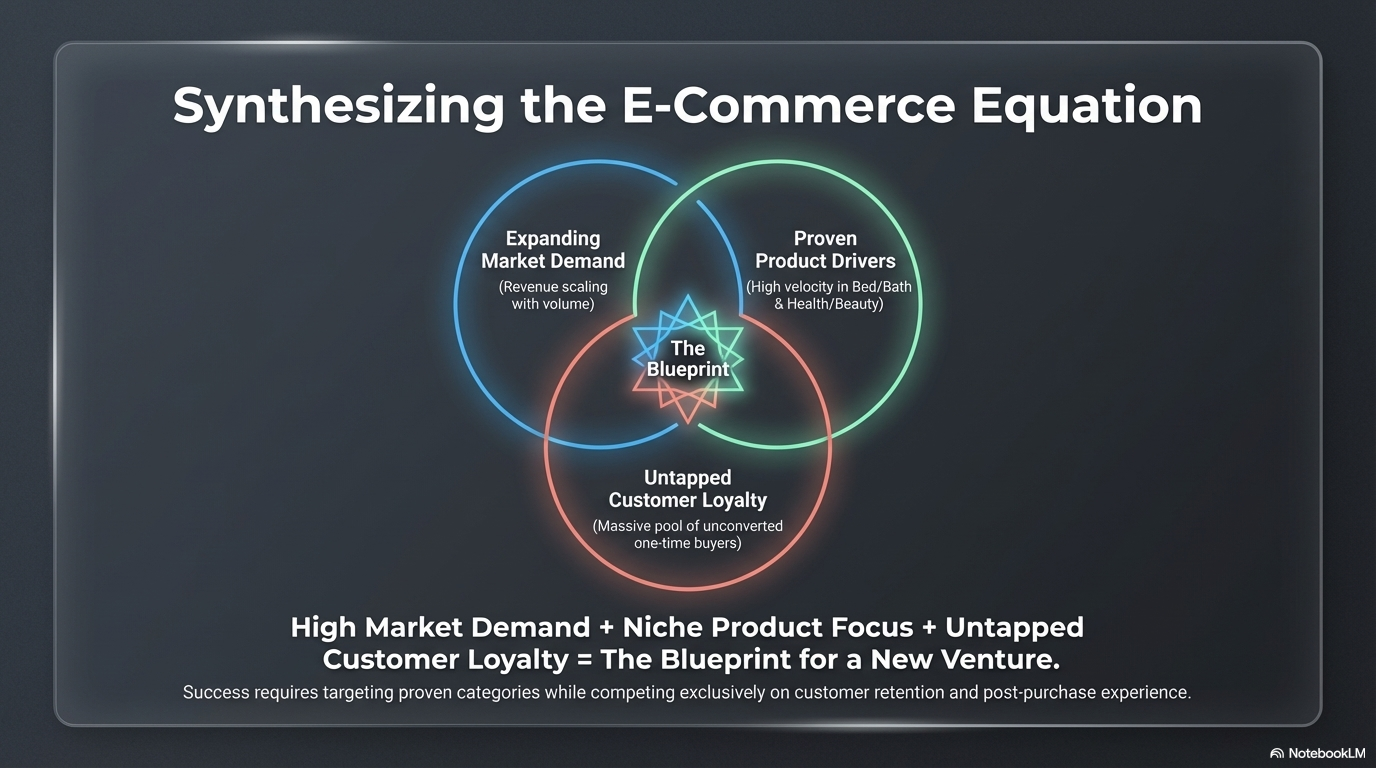 Synthesizing the E-Commerce Equation
Expanding
Market Demand
(Revenue scaling
with volume)
Proven
Product Drivers
(High velocity in Bed/Bath
& Health/Beauty)
The
Blueprint
Untapped
Customer Loyalty
(Massive pool of unconverted
one-time buyers)
High Market Demand + Niche Product Focus + Untapped
Customer Loyalty = The Blueprint for a New Venture.
Success requires targeting proven categories while competing exclusively on customer retention and post-purchase experience.
NotebookLM